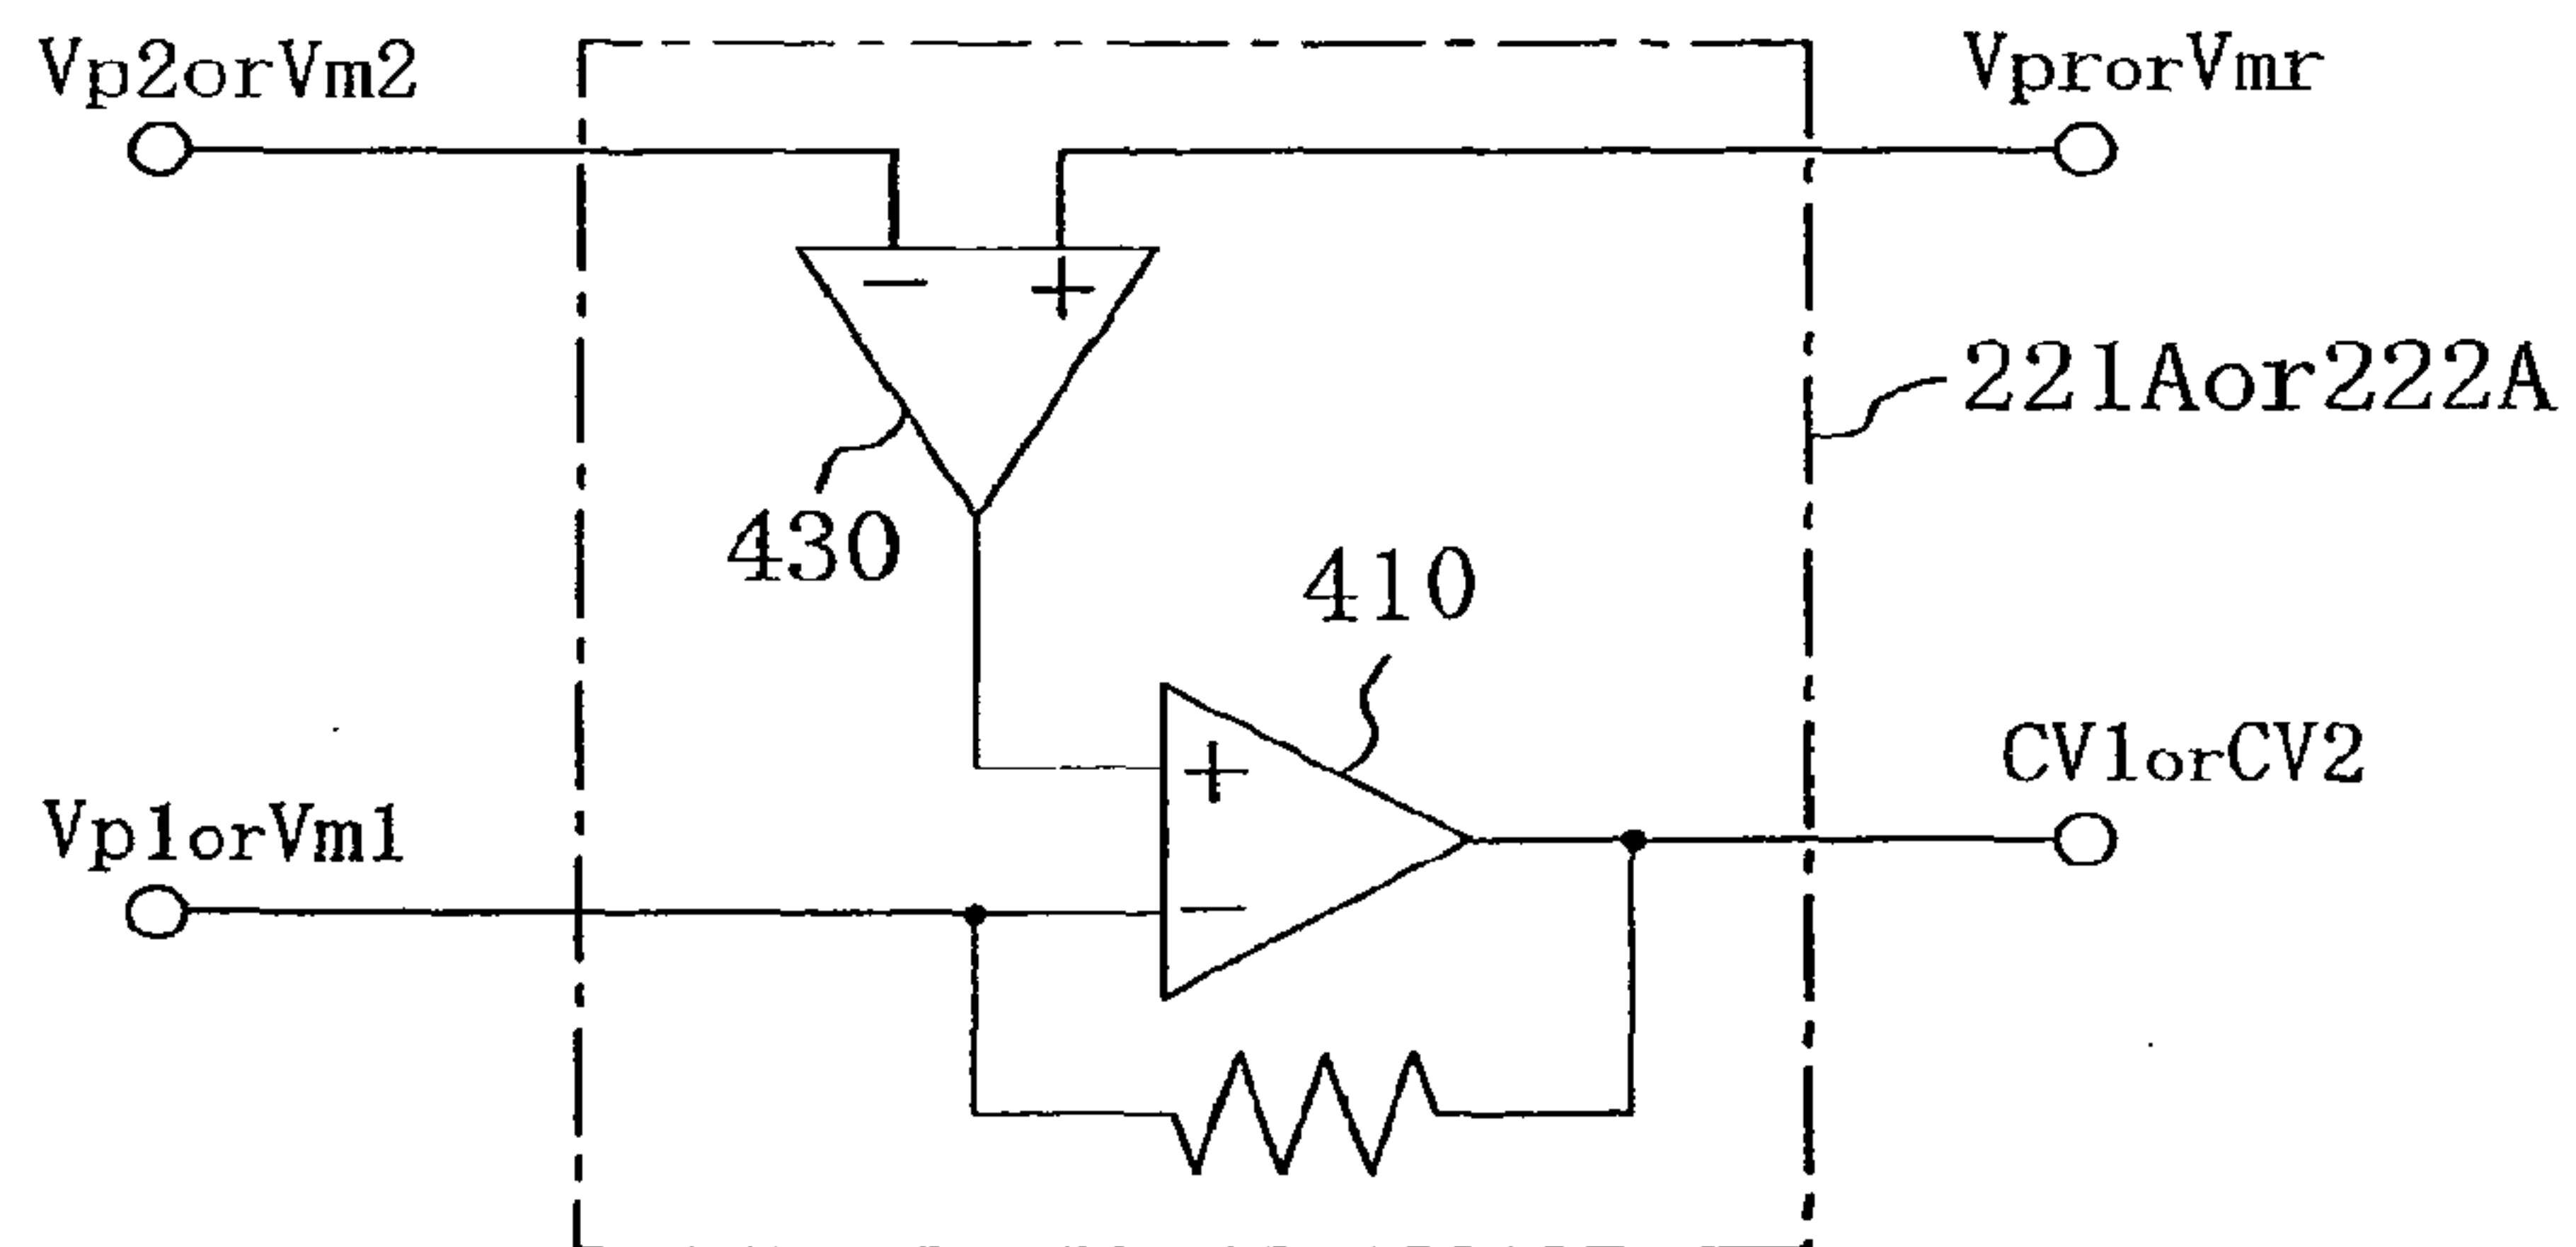 Vp2orVm2
VprorVmr
− +
221Aor222A
430
410
+
CV1orCV2
Vp1orVm1
−